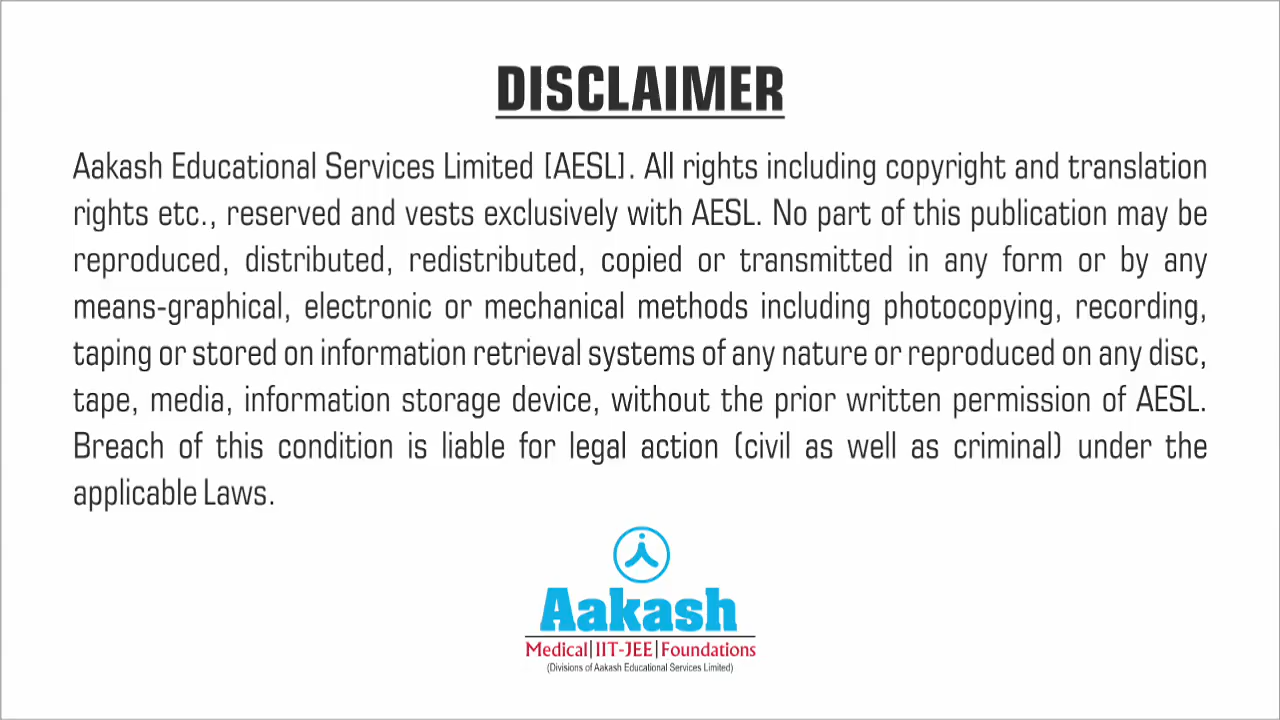 DISCLAIMER
Aakash Educational Services Limited [AESL]. All rights including copyright and translation
rights etc., reserved and vests exclusively with AESL. No part of this publication may be
reproduced, distributed, redistributed, copied or transmitted in any form or by any
means-graphical, electronic or mechanical methods including photocopying, recording,
taping or stored on information retrieval systems of any nature or reproduced on any disc,
tape, media, information storage device, without the prior written permission of AESL.
Breach of this condition is liable for legal action (civil as well as criminal) under the
applicable Laws.
Aakash
Medical|IIT-JEE|Foundations
(Divisions of Aakash Educational Services Limited)